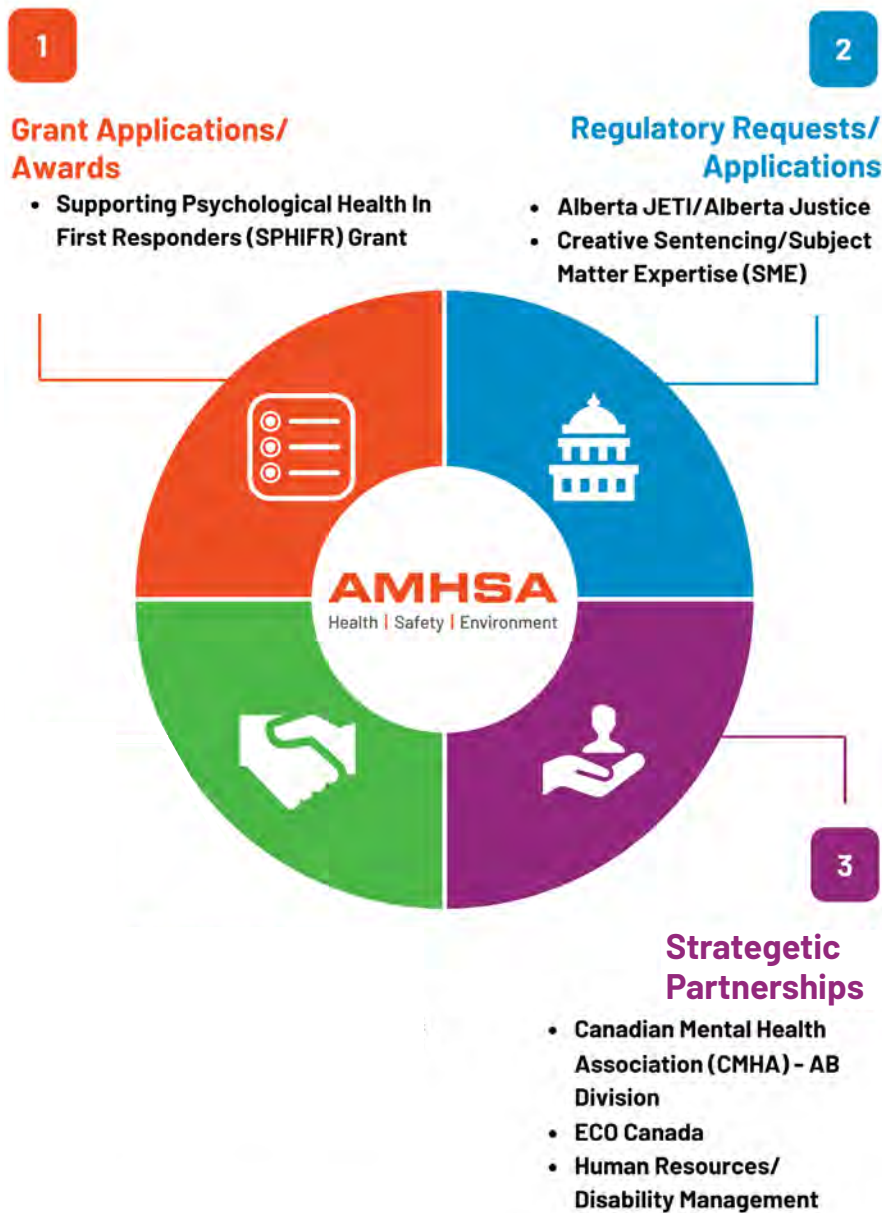 1
Grant Applications/
Awards
• Supporting Psychological Health In
First Responders (SPHIFR) Grant
2
Regulatory Requests/
Applications
• Alberta JETI/Alberta Justice
• Creative Sentencing/Subject
Matter Expertise (SME)
AMHSA
Health | Safety | Environment
3
Strategetic
Partnerships
• Canadian Mental Health
Association (CMHA) - AB
Division
• ECO Canada
• Human Resources/
Disability Management